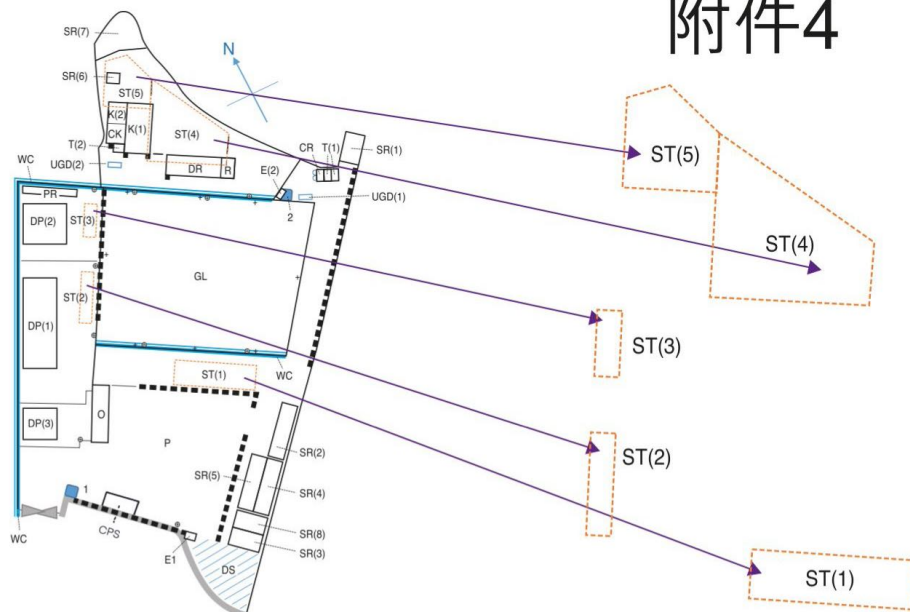 附件4
SR(7)
N
SR(6)
ST(5)
K(2)
CK
K(1)
ST(4)
T(2)
UGD(2)
WC
DR
R
E(2)
CR
T(1)
SR(1)
UGD(1)
2
PR
DP(2)
ST(3)
GL
ST(2)
DP(1)
ST(1)
WC
DP(3)
O
P
SR(2)
SR(5)
SR(4)
SR(8)
SR(3)
1
CPS
E1
DS
WC
ST(5)
ST(4)
ST(3)
ST(2)
ST(1)